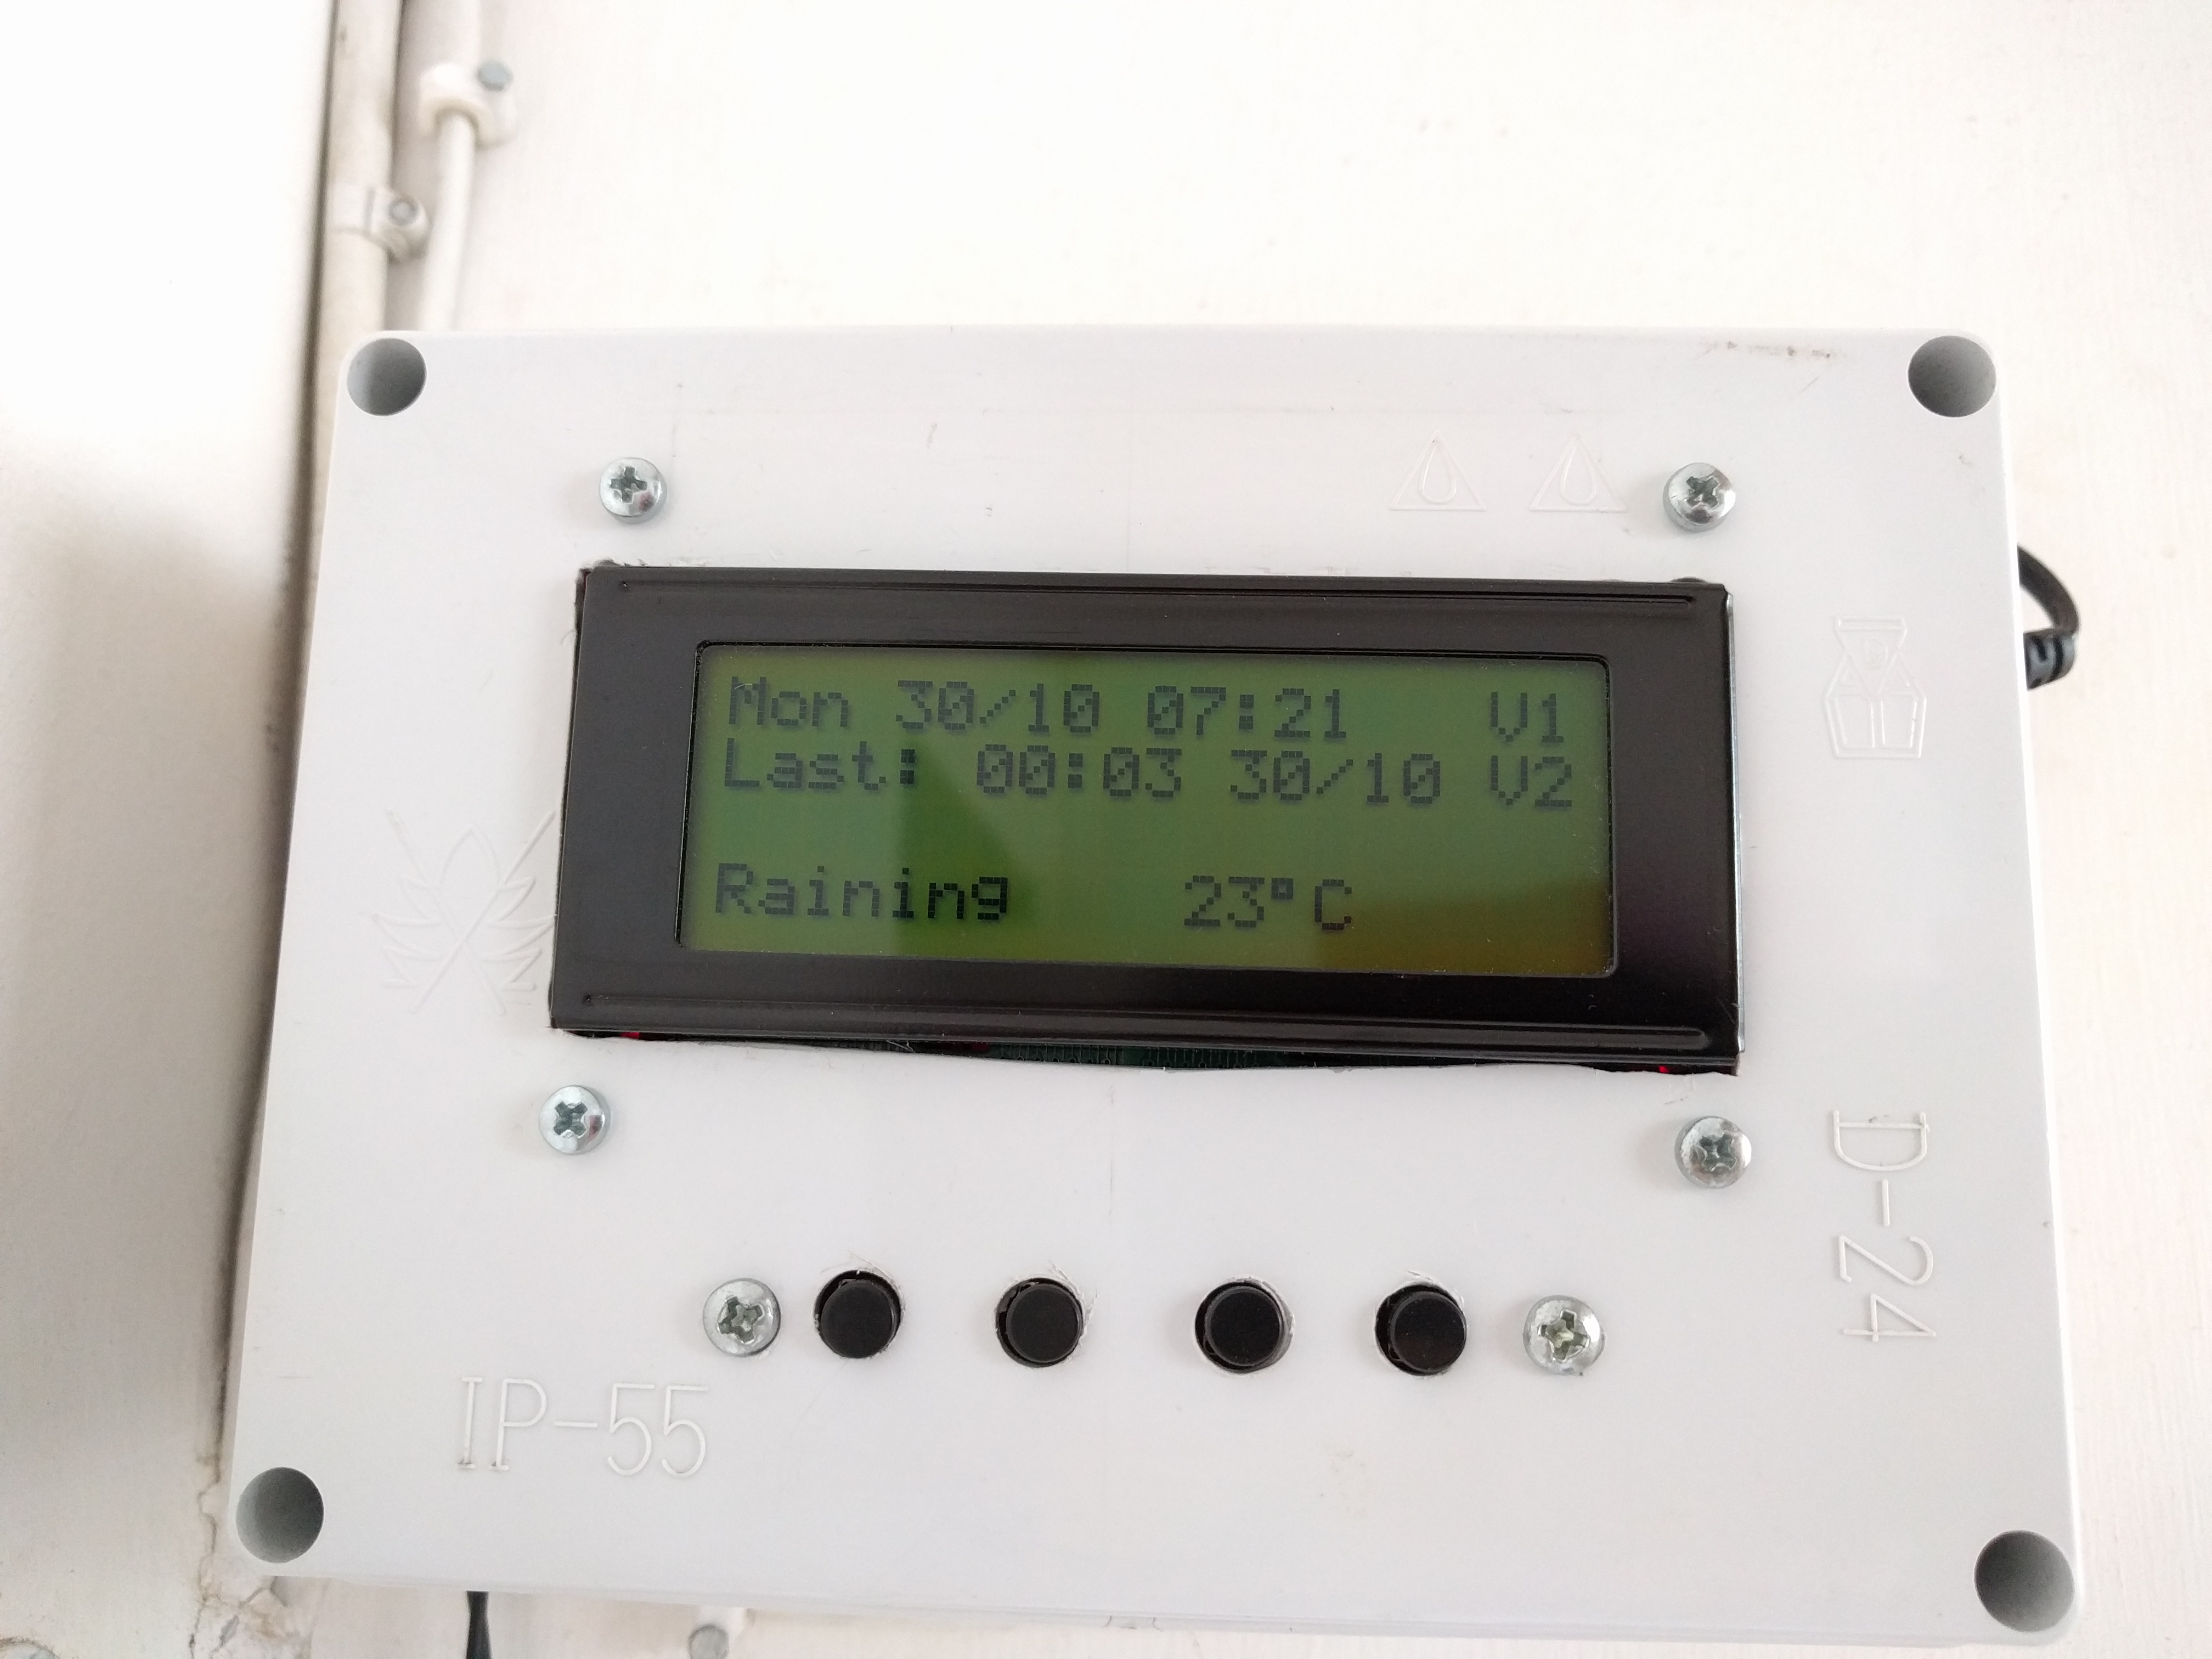 Mon 30/10 07:21 V1
Last: 00:03 30/10 V2
Raining 23°C
D-24
IP-55